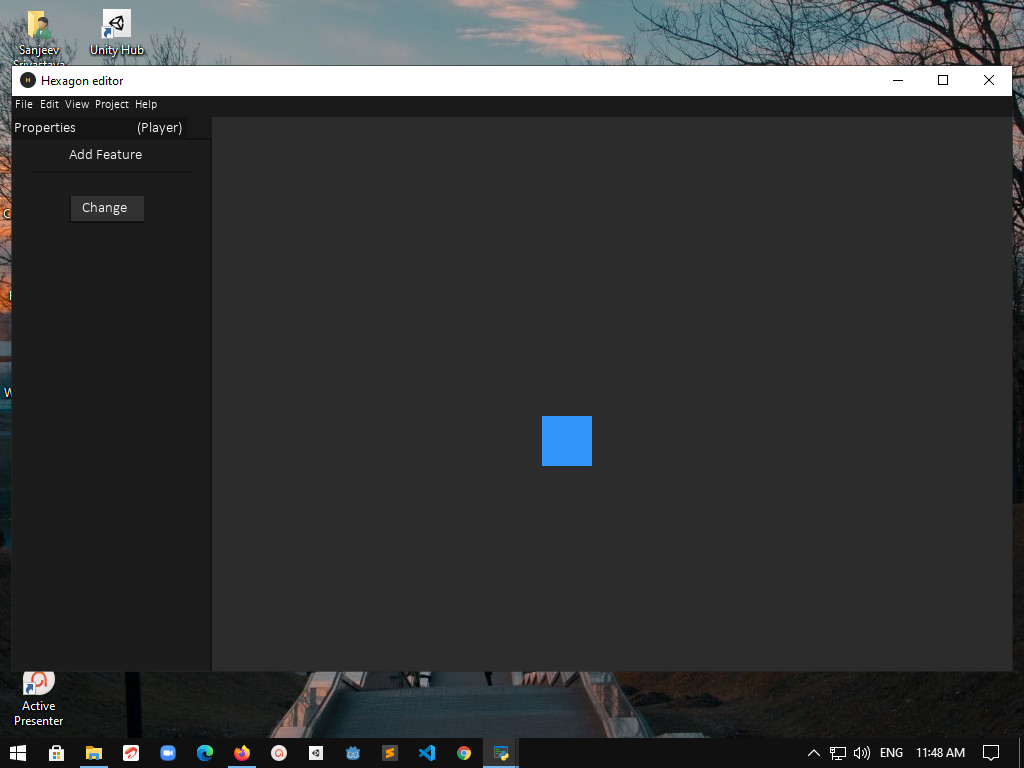 Sanjeev
Srivastava
Unity Hub
Hexagon editor
File Edit View Project Help
Properties (Player)
Add Feature
Change
Active
Presenter
ENG 11:48 AM